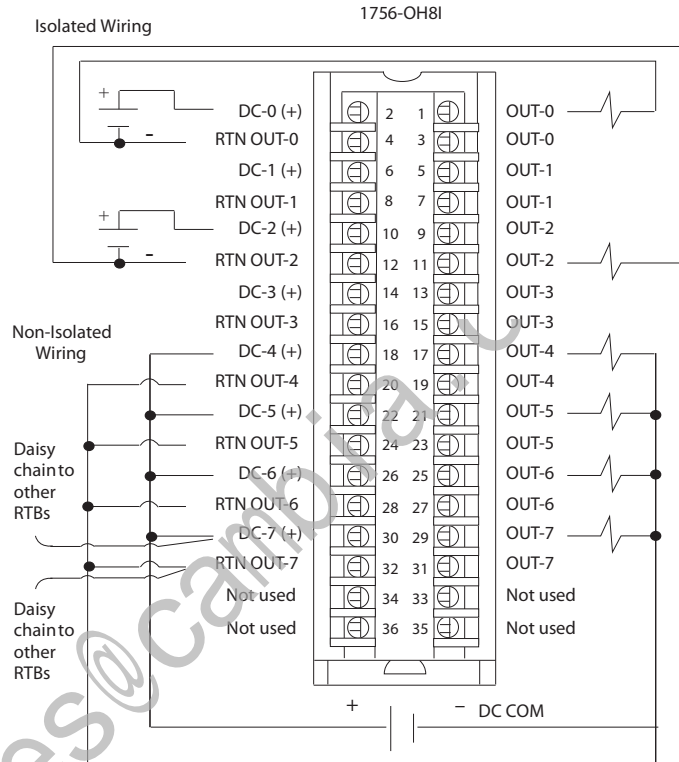 1756-OH8I
Isolated Wiring
+
-
+
-
DC-0 (+) 2 1 OUT-0
RTN OUT-0 4 3 OUT-0
DC-1 (+) 6 5 OUT-1
RTN OUT-1 8 7 OUT-1
DC-2 (+) 10 9 OUT-2
RTN OUT-2 12 11 OUT-2
DC-3 (+) 14 13 OUT-3
RTN OUT-3 16 15 OUT-3
Non-Isolated
Wiring
DC-4 (+) 18 17 OUT-4
RTN OUT-4 20 19 OUT-4
DC-5 (+) 22 21 OUT-5
RTN OUT-5 24 23 OUT-5
DC-6 (+) 26 25 OUT-6
RTN OUT-6 28 27 OUT-6
DC-7 (+) 30 29 OUT-7
RTN OUT-7 32 31 OUT-7
Not used 34 33 Not used
Not used 36 35 Not used
Daisy
chain to
other
RTBs
Daisy
chain to
other
RTBs
+ – DC COM
es@cambia.c